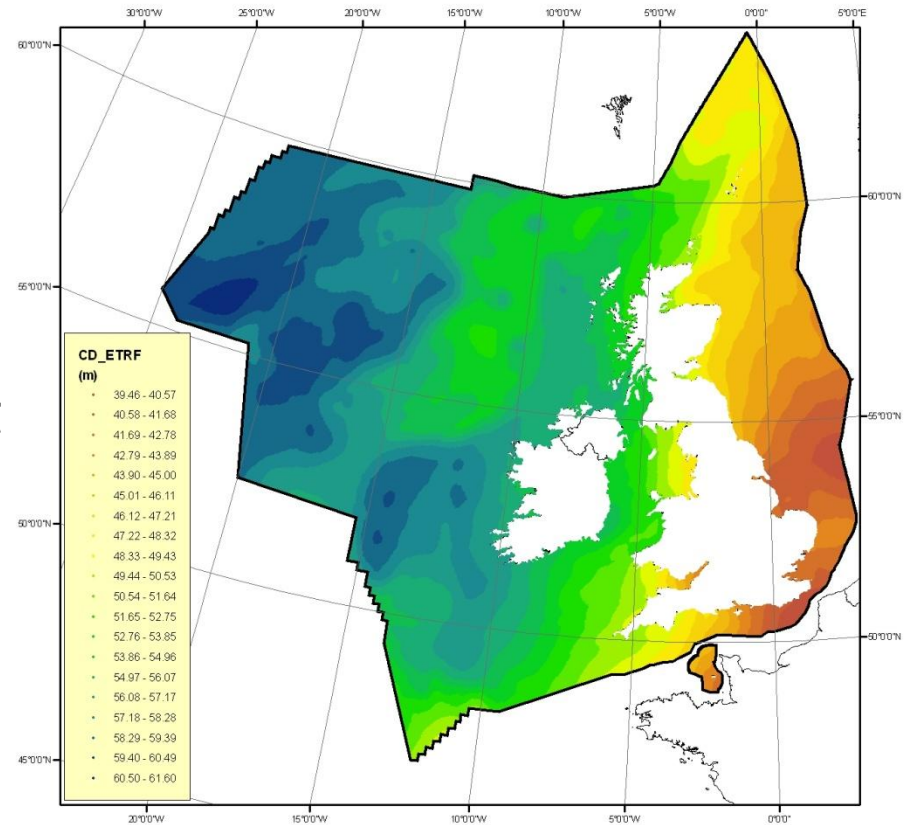 30°0'0"W 25°0'0"W 20°0'0"W 15°0'0"W 10°0'0"W 5°0'0"W 0°0'0" 5°0'0"E
60°0'0"N
60°0'0"N
55°0'0"N
55°0'0"N
50°0'0"N
50°0'0"N
45°0'0"N
CD_ETRF
(m)
39.46 - 40.57
40.58 - 41.68
41.69 - 42.78
42.79 - 43.89
43.90 - 45.00
45.01 - 46.11
46.12 - 47.21
47.22 - 48.32
48.33 - 49.43
49.44 - 50.53
50.54 - 51.64
51.65 - 52.75
52.76 - 53.85
53.86 - 54.96
54.97 - 56.07
56.08 - 57.17
57.18 - 58.28
58.29 - 59.39
59.40 - 60.49
60.50 - 61.60
20°0'0"W 15°0'0"W 10°0'0"W 5°0'0"W 0°0'0"